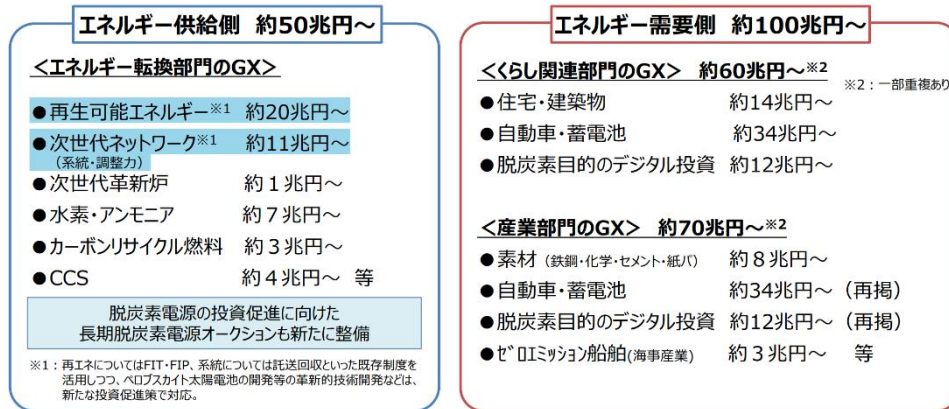 エネルギー供給側 約50兆円~
<エネルギー転換部門のGX>
●再生可能エネルギー※1 約20兆円~
●次世代ネットワーク※1 約11兆円~
(系統・調整力)
●次世代革新炉 約1兆円~
●水素・アンモニア 約7兆円~
●カーボンリサイクル燃料 約3兆円~
●CCS 約4兆円~ 等
脱炭素電源の投資促進に向けた
長期脱炭素電源オークションも新たに整備
※1:再エネについてはFIT・FIP、系統については託送回収といった既存制度を
活用しつつ、ペロブスカイト太陽電池の開発等の革新的技術開発などは、
新たな投資促進策で対応。
エネルギー需要側 約100兆円~
<くらし関連部門のGX> 約60兆円~※2
※2:一部重複あり
●住宅・建築物 約14兆円~
●自動車・蓄電池 約34兆円~
●脱炭素目的のデジタル投資 約12兆円~
<産業部門のGX> 約70兆円~※2
●素材(鉄鋼・化学・セメント・紙パ) 約8兆円~
●自動車・蓄電池 約34兆円~(再掲)
●脱炭素目的のデジタル投資 約12兆円~(再掲)
●ゼロエミッション船舶(海事産業) 約3兆円~ 等